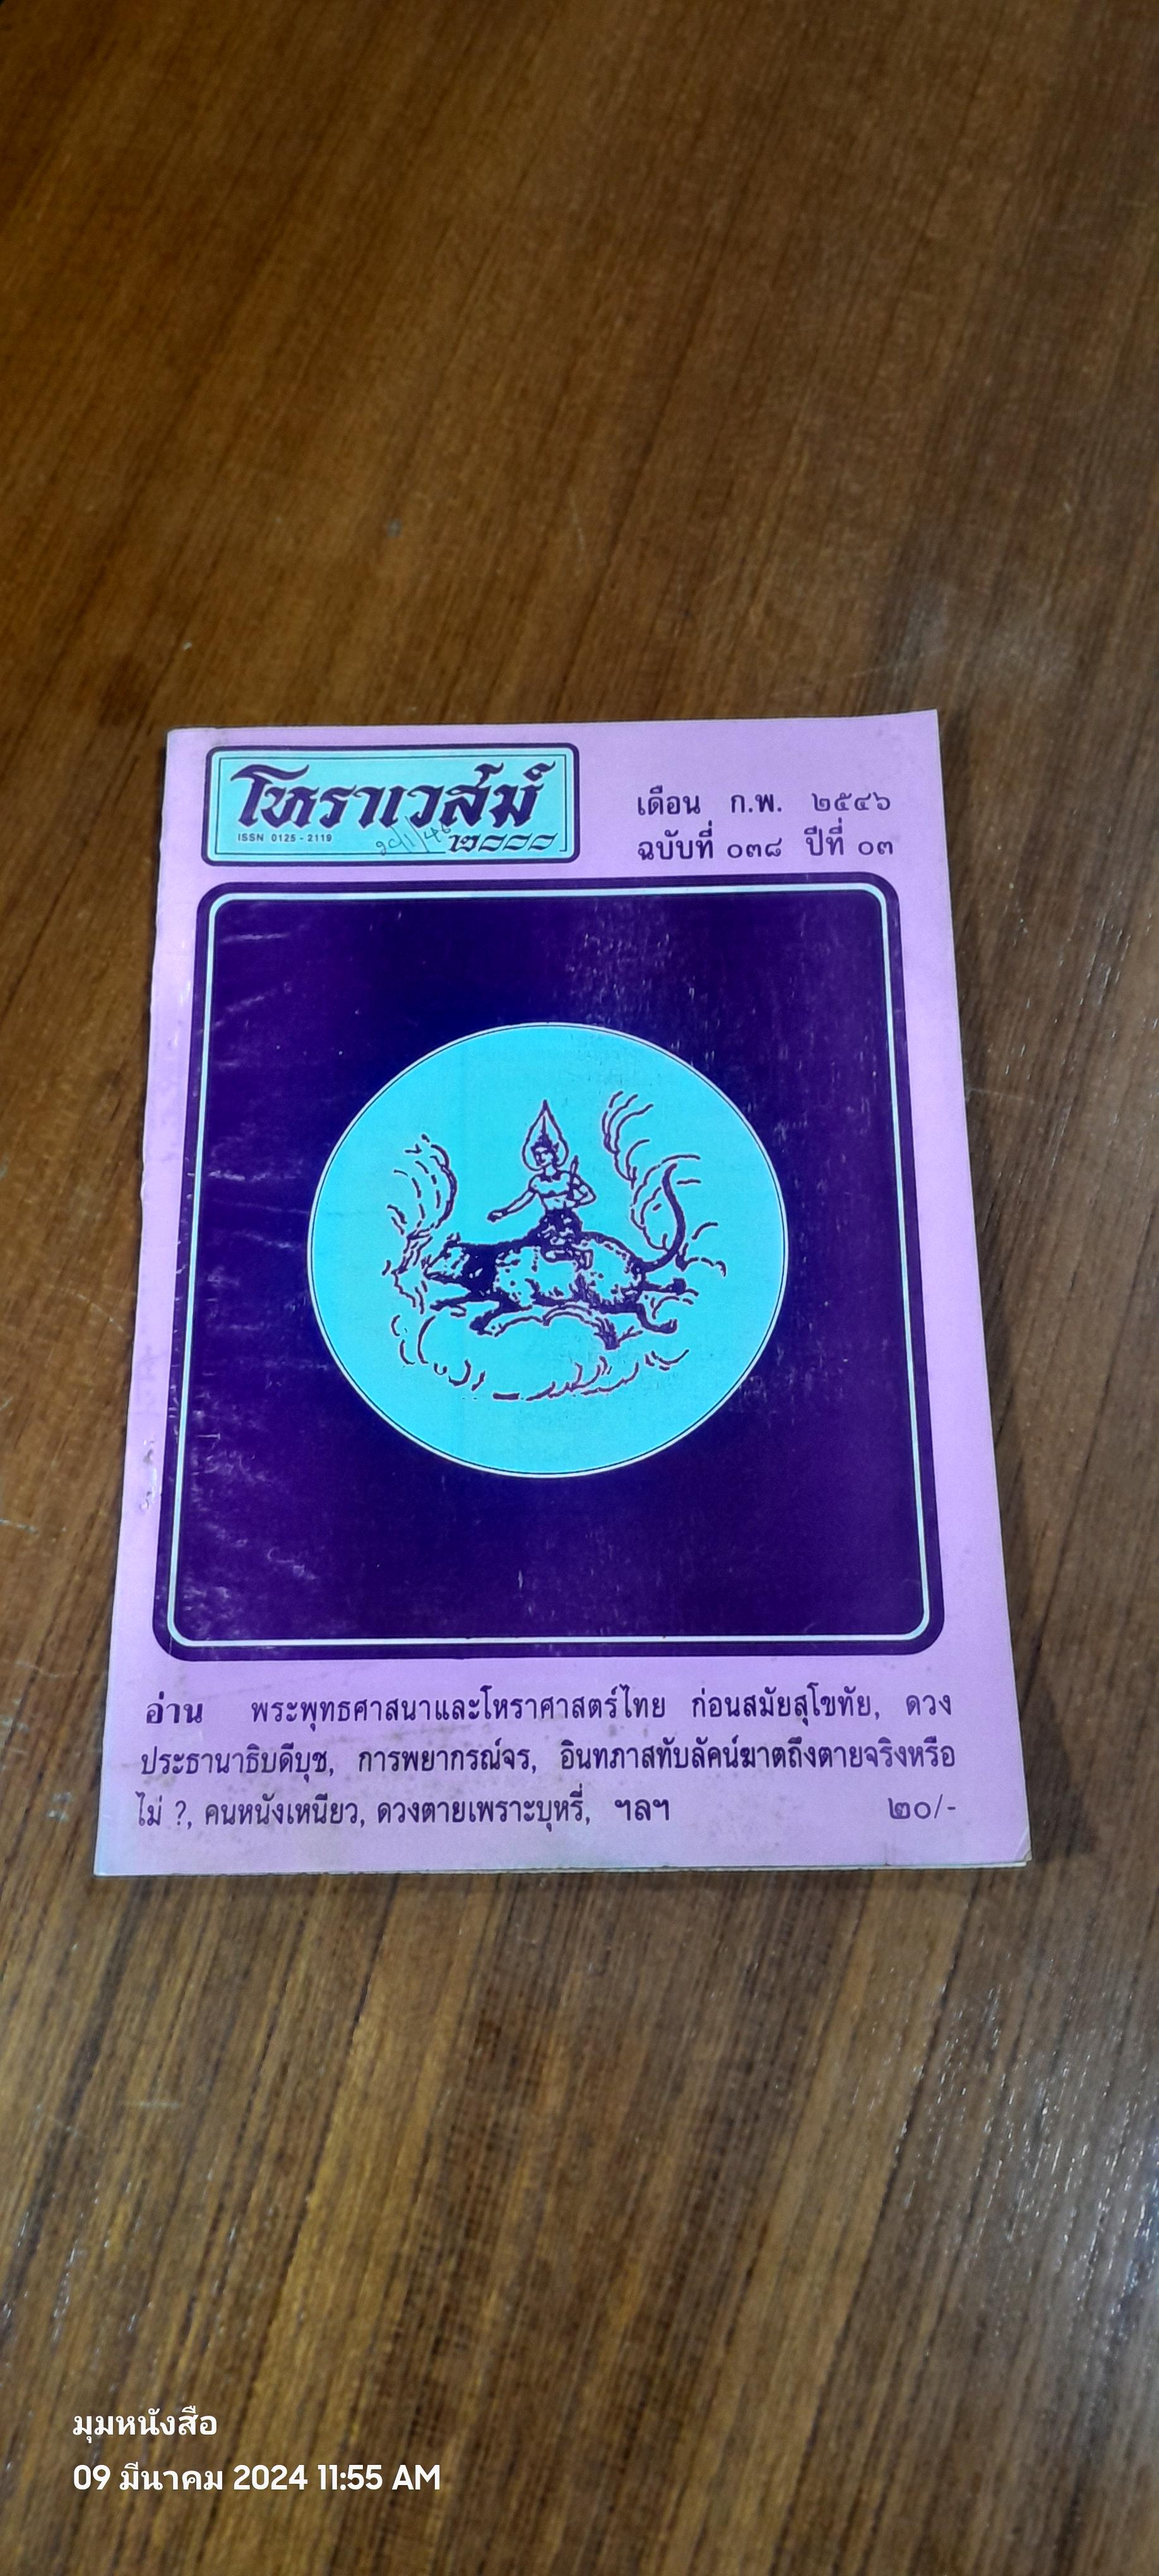 โหราเวสม์
ISSN 0125-2119
๒๐๐๐
เดือน ก.พ. ๒๕๔๖
ฉบับที่ ๐๓๘ ปีที่ ๐๓
อ่าน พระพุทธศาสนาและโหราศาสตร์ไทย ก่อนสมัยสุโขทัย, ดวง
ประธานาธิบดีบุช, การพยากรณ์จร, อินทภาสทับลัคน์ฆาตถึงตายจริงหรือ
ไม่ ?, คนหนังเหนียว, ดวงตายเพราะบุหรี่, ฯลฯ ๒๐/-
มุมหนังสือ
09 มีนาคม 2024 11:55 AM